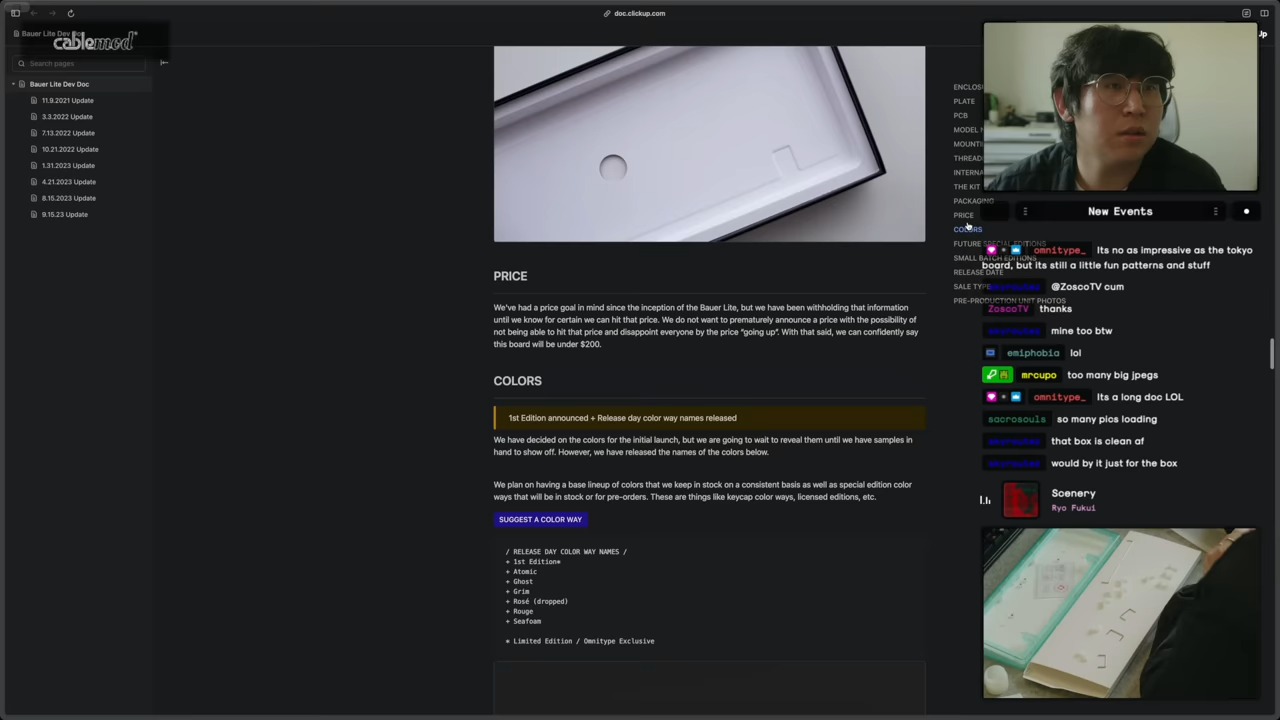 doc.clickup.com
Bauer Lite Dev Doc
cablemod
Search pages
Bauer Lite Dev Doc
11.9.2021 Update
3.3.2022 Update
7.13.2022 Update
10.21.2022 Update
1.31.2023 Update
4.21.2023 Update
8.15.2023 Update
9.15.23 Update
PRICE
We've had a price goal in mind since the inception of the Bauer Lite, but we have been withholding that information
until we know for certain we can hit that price. We do not want to prematurely announce a price with the possibility of
not being able to hit that price and disappoint everyone by the price "going up". With that said, we can confidently say
this board will be under $200.
COLORS
1st Edition announced + Release day color way names released
We have decided on the colors for the initial launch, but we are going to wait to reveal them until we have samples in
hand to show off. However, we have released the names of the colors below.
We plan on having a base lineup of colors that we keep in stock on a consistent basis as well as special edition color
ways that will be in stock or for pre-orders. These are things like keycap color ways, licensed editions, etc.
SUGGEST A COLOR WAY
/ RELEASE DAY COLOR WAY NAMES /
+ 1st Edition*
+ Atomic
+ Ghost
+ Grim
+ Rosé (dropped)
+ Rouge
+ Seafoam
* Limited Edition / Omnitype Exclusive
PLATE
PCB
MODEL
THE KIT
PACKAGING
PRICE
COLORS
FUTURE SPECIAL EDITIONS
SMALL BATCH EDITIONS
RELEASE DATE
SALE TYPE
PRE-PRODUCTION UNIT PHOTOS
New Events
omnitype_ Its no as impressive as the tokyo
board, but its still a little fun patterns and stuff
@ZoscoTV cum
ZoscoTV thanks
mine too btw
emiphobia lol
mrcupo too many big jpegs
omnitype_ Its a long doc LOL
sacrosouls so many pics loading
that box is clean af
would by it just for the box
Scenery
Ryo Fukui